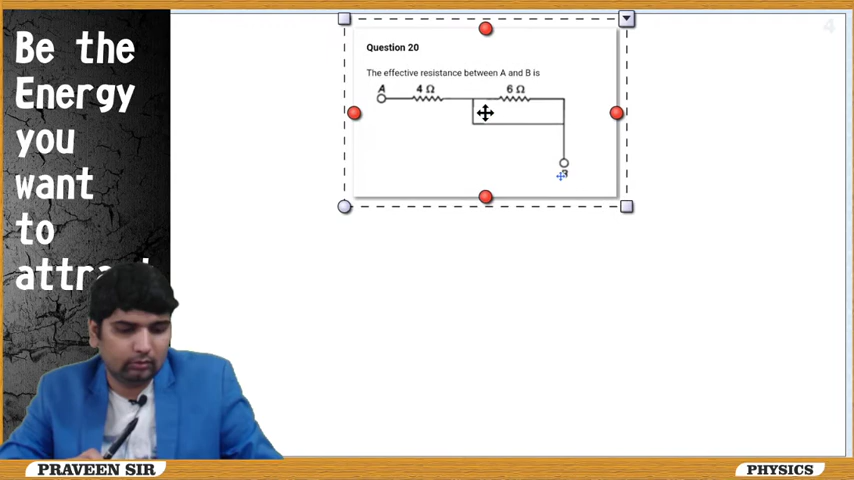 4
Be the
Energy
you
want
to
Question 20
The effective resistance between A and B is
A
4 Ω
6 Ω
PRAVEEN SIR
PHYSICS